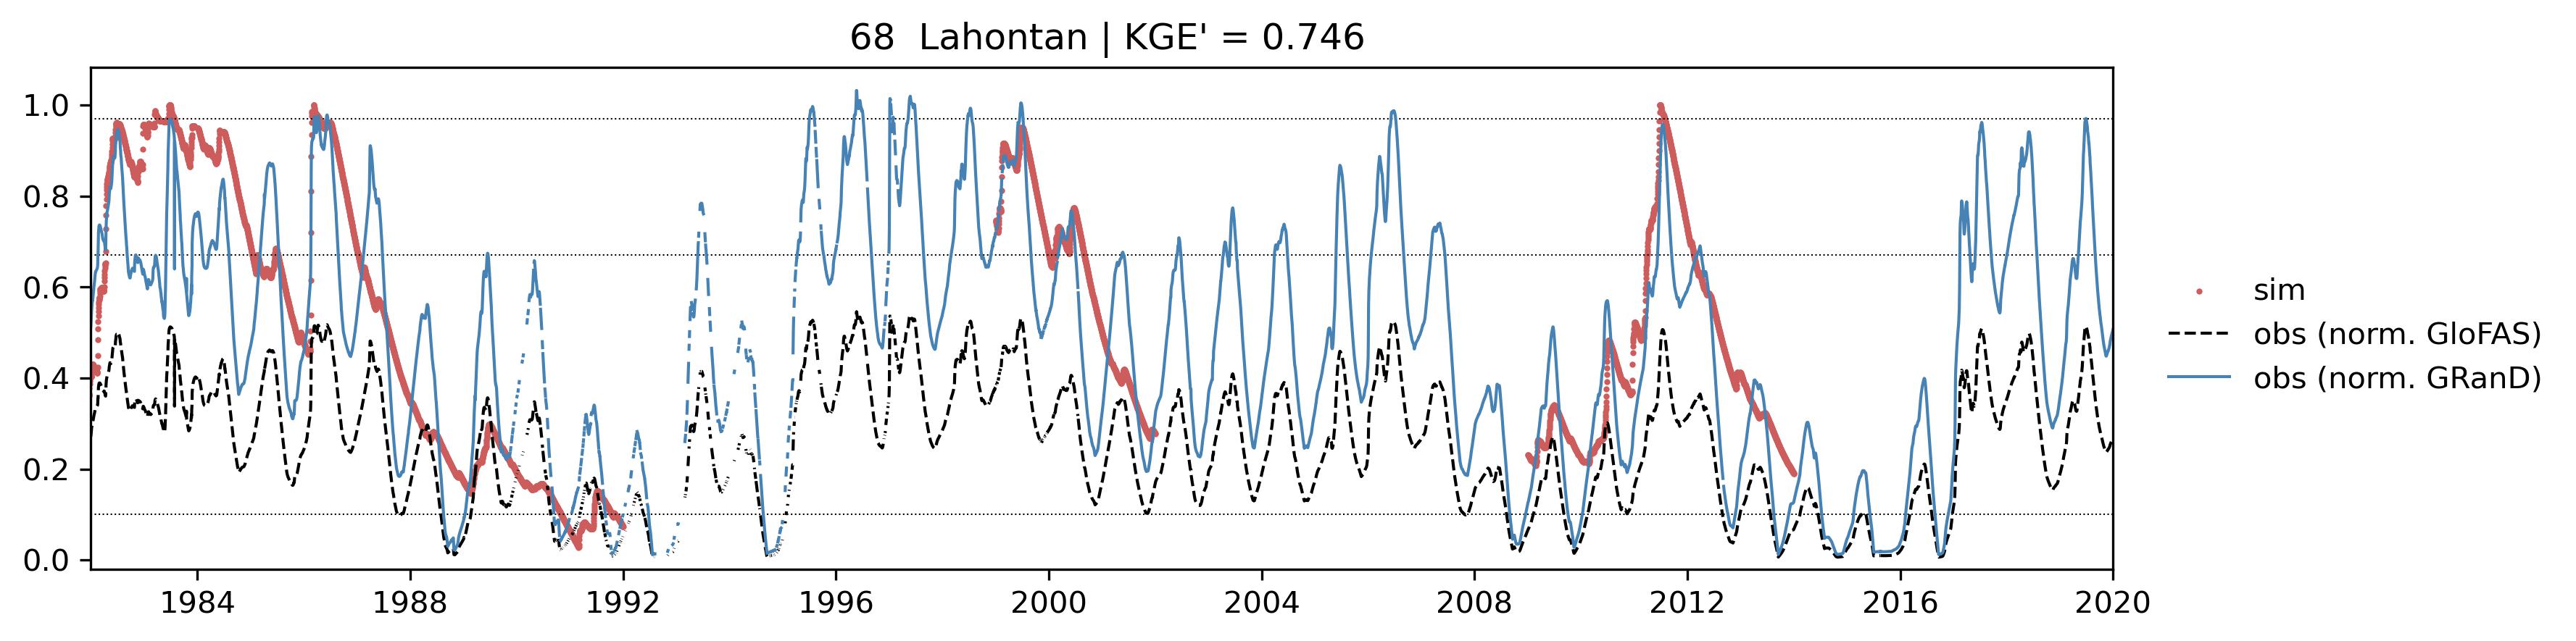 68  Lahontan | KGE' = 0.746
1.0
0.8
0.6
0.4
0.2
0.0
1984 1988 1992 1996 2000 2004 2008 2012 2016 2020
sim
obs (norm. GloFAS)
obs (norm. GRanD)